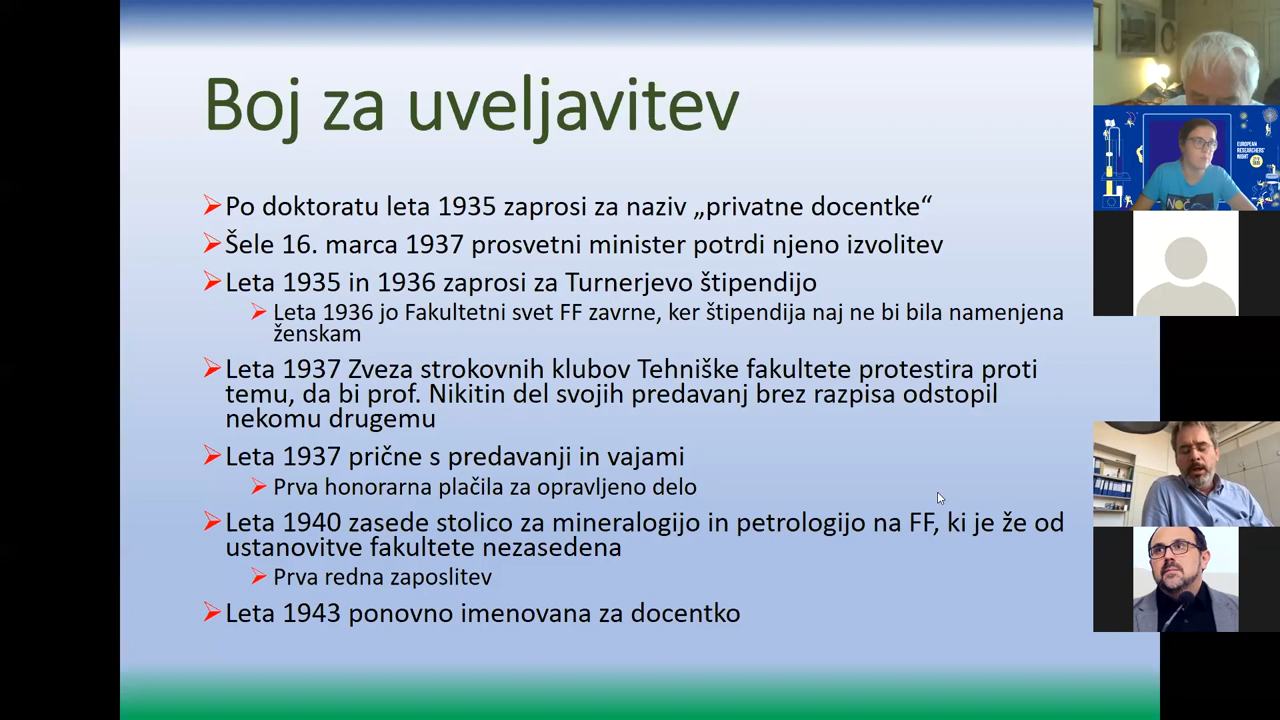 Boj za uveljavitev
Po doktoratu leta 1935 zaprosi za naziv „privatne docentke“
Šele 16. marca 1937 prosvetni minister potrdi njeno izvolitev
Leta 1935 in 1936 zaprosi za Turnerjevo štipendijo
Leta 1936 jo Fakultetni svet FF zavrne, ker štipendija naj ne bi bila namenjena
ženskam
Leta 1937 Zveza strokovnih klubov Tehniške fakultete protestira proti
temu, da bi prof. Nikitin del svojih predavanj brez razpisa odstopil
nekomu drugemu
Leta 1937 prične s predavanji in vajami
Prva honorarna plačila za opravljeno delo
Leta 1940 zasede stolico za mineralogijo in petrologijo na FF, ki je že od
ustanovitve fakultete nezasedena
Prva redna zaposlitev
Leta 1943 ponovno imenovana za docentko
EUROPEAN
RESEARCHERS'
NIGHT